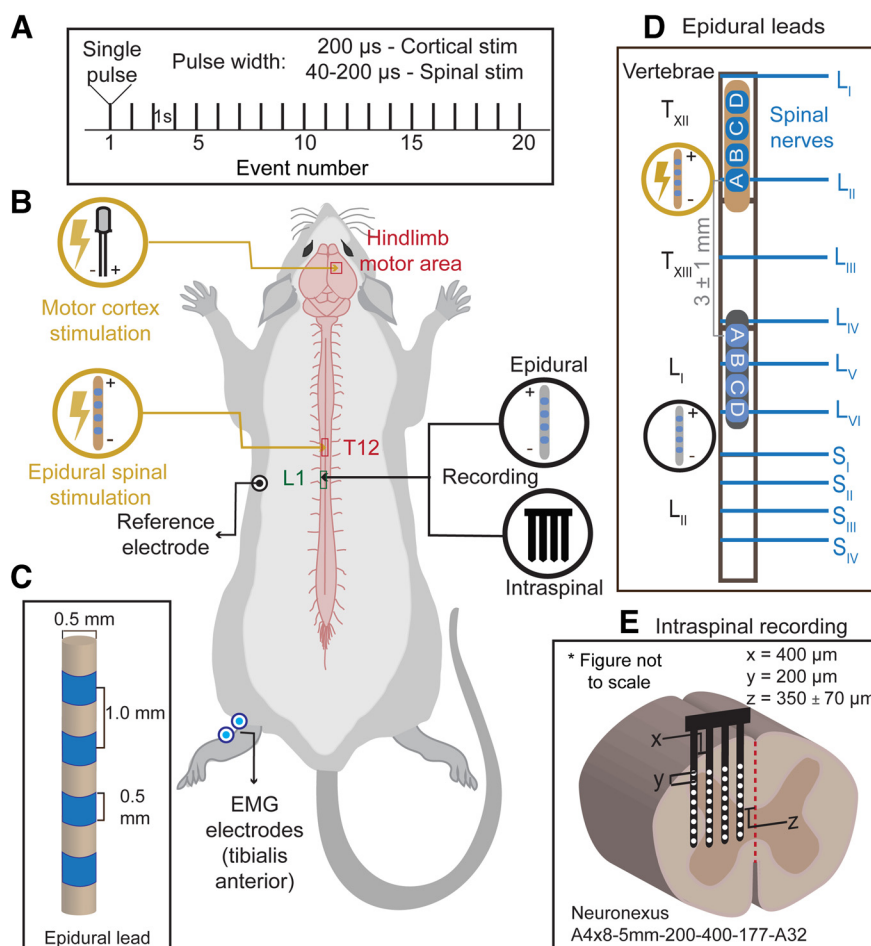 A
Single
pulse
Pulse width:
200 µs - Cortical stim
40-200 µs - Spinal stim
1s
1 5 10 15 20
Event number
B
- +
Motor cortex
stimulation
Hindlimb
motor area
+
-
Epidural spinal
stimulation
T12
L1
Reference
electrode
Epidural
+
-
Recording
Intraspinal
EMG
electrodes
(tibialis
anterior)
C
0.5 mm
1.0 mm
0.5
mm
Epidural lead
D Epidural leads
Vertebrae
T XII
T XIII
L I
L II
Spinal
nerves
L I
L II
L III
L IV
L V
L VI
S I
S II
S III
S IV
A B C D
+
-
3 ± 1 mm
A
B
C
D
+
-
E Intraspinal recording
* Figure not
to scale
x = 400 µm
y = 200 µm
z = 350 ± 70 µm
x
y
z
Neuronexus
A4x8-5mm-200-400-177-A32